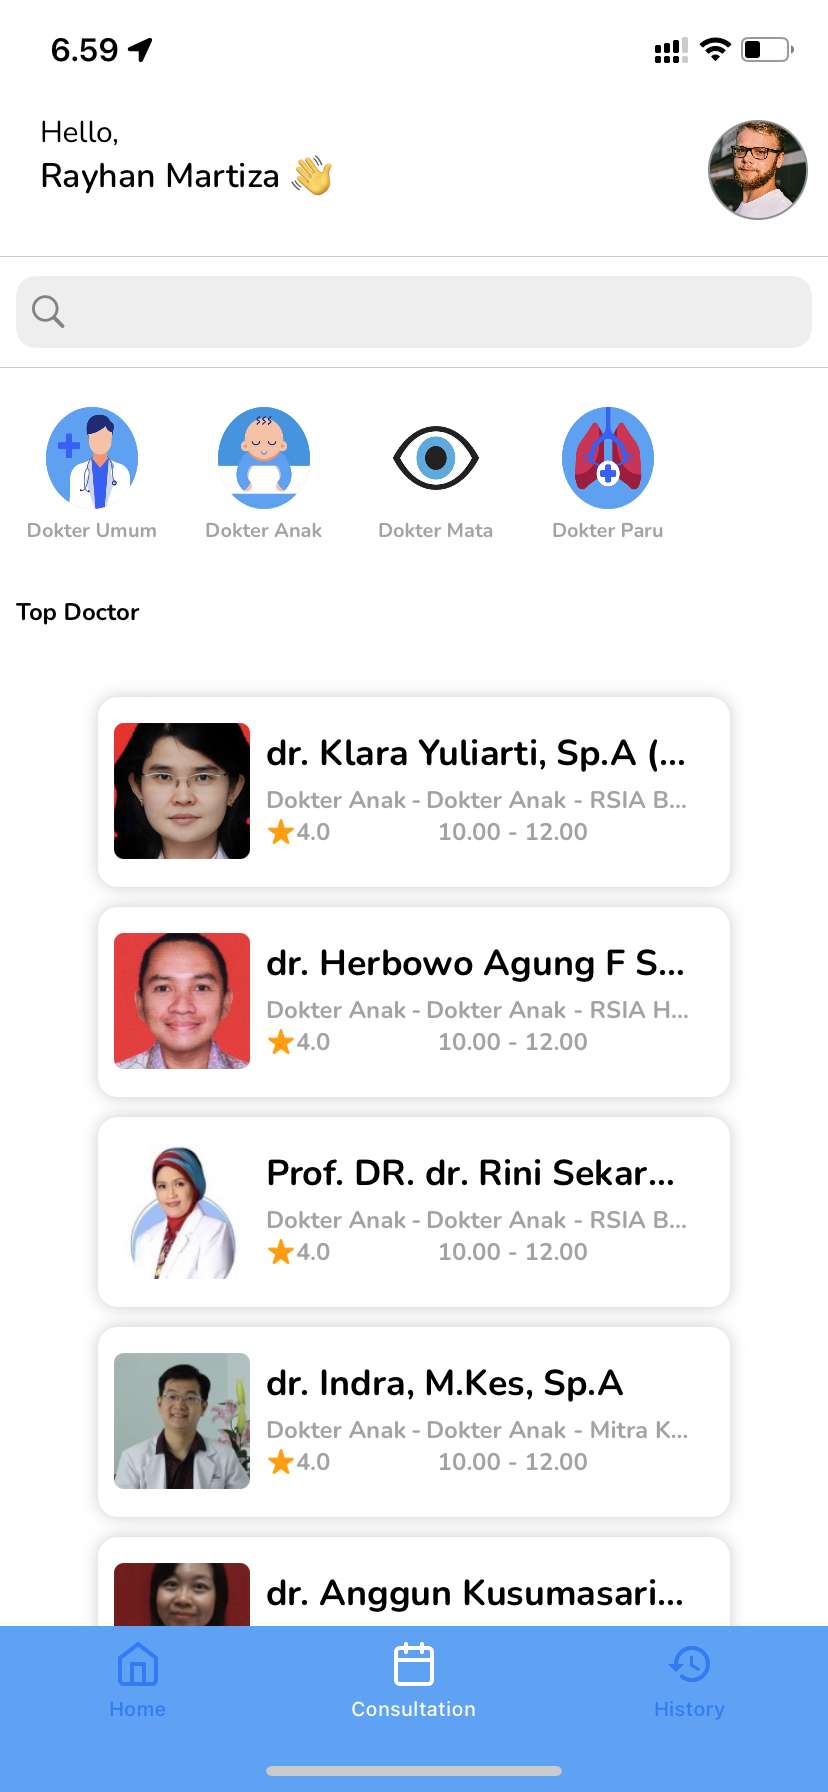 6.59
Hello,
Rayhan Martiza 👋
Dokter Umum
Dokter Anak
Dokter Mata
Dokter Paru
Top Doctor
dr. Klara Yuliarti, Sp.A (...
Dokter Anak - Dokter Anak - RSIA B...
4.0 10.00 - 12.00
dr. Herbowo Agung F S...
Dokter Anak - Dokter Anak - RSIA H...
4.0 10.00 - 12.00
Prof. DR. dr. Rini Sekar...
Dokter Anak - Dokter Anak - RSIA B...
4.0 10.00 - 12.00
dr. Indra, M.Kes, Sp.A
Dokter Anak - Dokter Anak - Mitra K...
4.0 10.00 - 12.00
dr. Anggun Kusumasari...
Home
Consultation
History